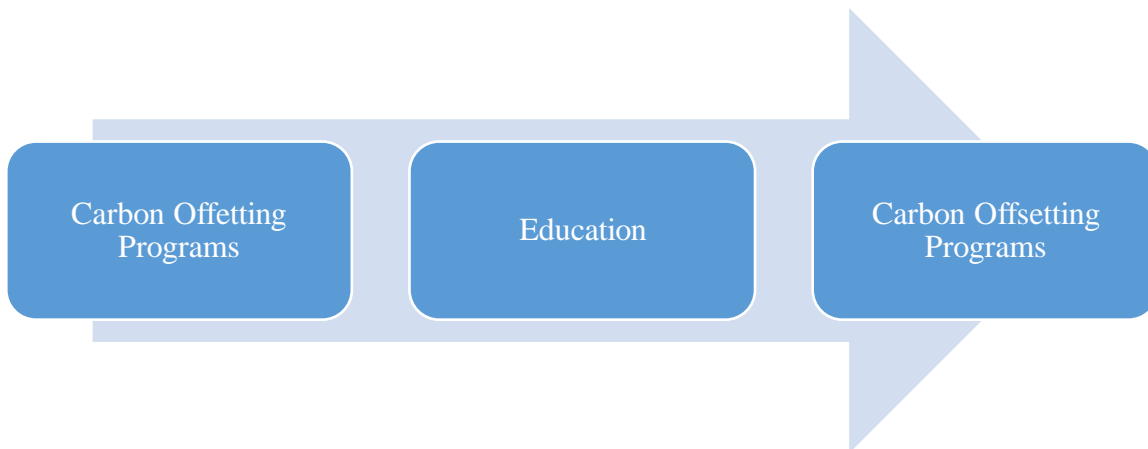 Carbon Offetting
Programs
Education
Carbon Offsetting
Programs